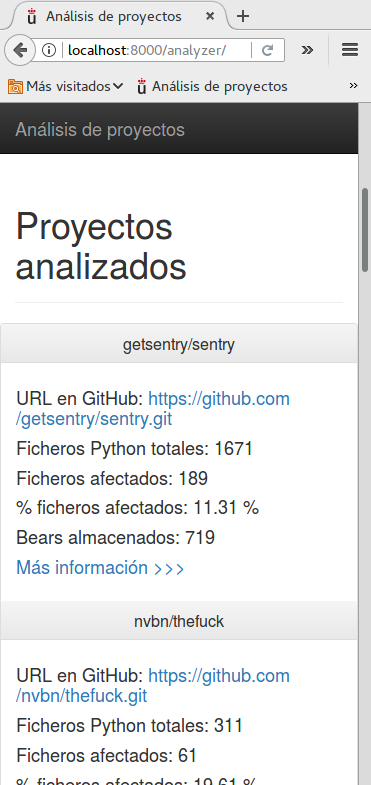 Análisis de proyectos
localhost:8000/analyzer/
Más visitados
Análisis de proyectos
Análisis de proyectos
Proyectos
analizados
getsentry/sentry
URL en GitHub: https://github.com
/getsentry/sentry.git
Ficheros Python totales: 1671
Ficheros afectados: 189
% ficheros afectados: 11.31 %
Bears almacenados: 719
Más información >>>
nvbn/thefuck
URL en GitHub: https://github.com
/nvbn/thefuck.git
Ficheros Python totales: 311
Ficheros afectados: 61
% ficheros afectados: 19.61 %